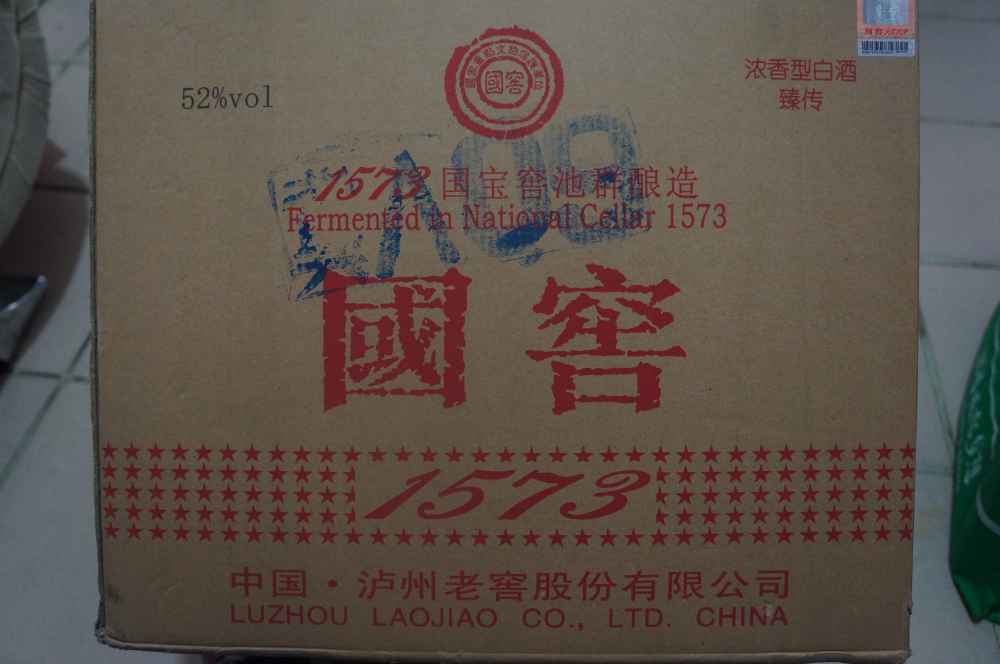 國窖
52%vol
浓香型白酒
臻传
1573国宝窖池群酿造
Fermented in National Cellar 1573
國窖
1573
中国·泸州老窖股份有限公司
LUZHOU LAOJIAO CO., LTD. CHINA